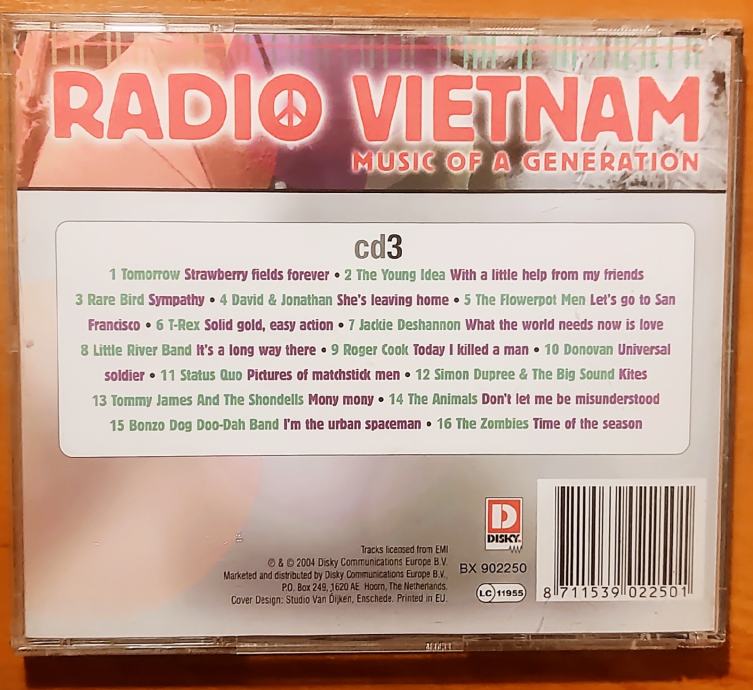 RADIO VIETNAM
MUSIC OF A GENERATION
cd3
1 Tomorrow Strawberry fields forever • 2 The Young Idea With a little help from my friends
3 Rare Bird Sympathy • 4 David & Jonathan She's leaving home • 5 The Flowerpot Men Let's go to San
Francisco • 6 T-Rex Solid gold, easy action • 7 Jackie Deshannon What the world needs now is love
8 Little River Band It's a long way there • 9 Roger Cook Today I killed a man • 10 Donovan Universal
soldier • 11 Status Quo Pictures of matchstick men • 12 Simon Dupree & The Big Sound Kites
13 Tommy James And The Shondells Mony mony • 14 The Animals Don't let me be misunderstood
15 Bonzo Dog Doo-Dah Band I'm the urban spaceman • 16 The Zombies Time of the season
D
DISKY
Tracks licensed from EMI
℗ & © 2004 Disky Communications Europe B.V.
Marketed and distributed by Disky Communications Europe B.V.,
P.O. Box 249, 1620 AE Hoorn, The Netherlands.
Cover Design: Studio Van Dijken, Enschede. Printed in EU.
BX 902250
LC 11955
8 711539 022501